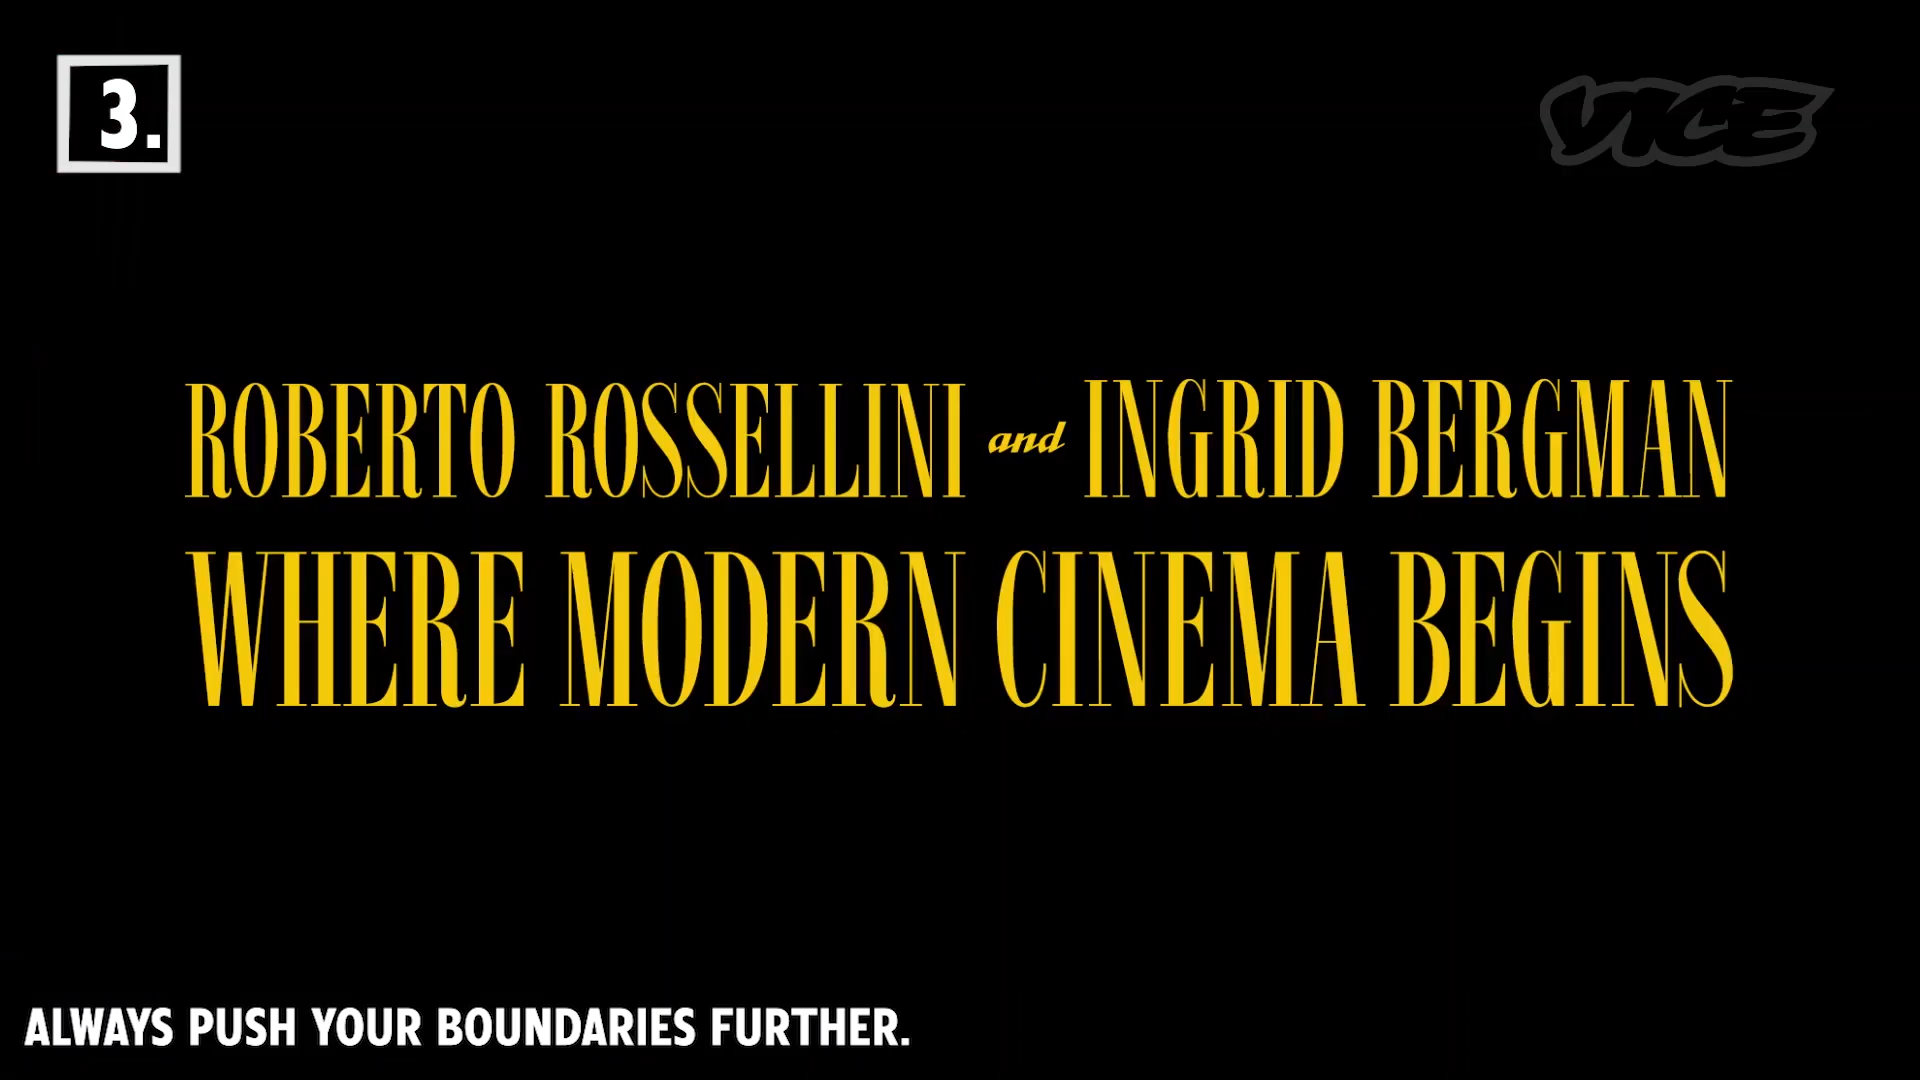 3.
VICE
ROBERTO ROSSELLINI and INGRID BERGMAN
WHERE MODERN CINEMA BEGINS
ALWAYS PUSH YOUR BOUNDARIES FURTHER.